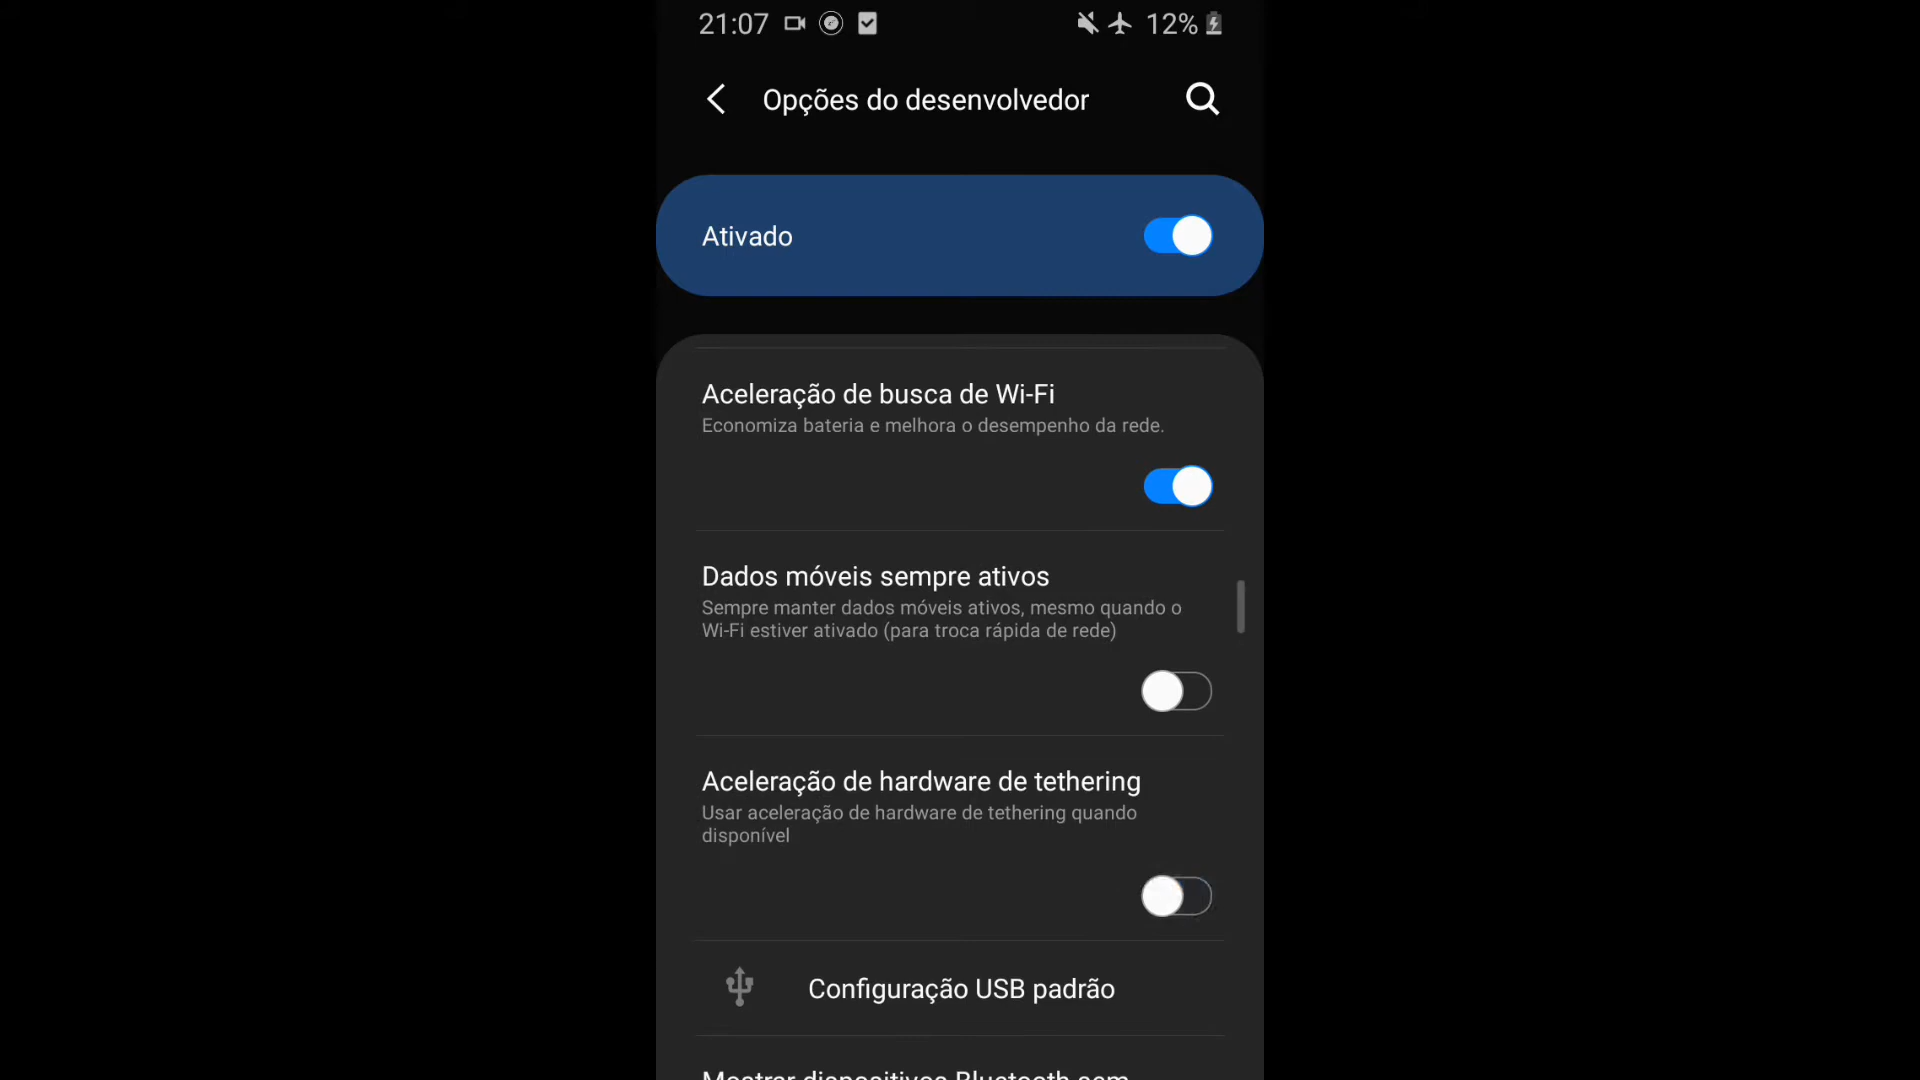 21:07
12%
Opções do desenvolvedor
Ativado
Aceleração de busca de Wi-Fi
Economiza bateria e melhora o desempenho da rede.
Dados móveis sempre ativos
Sempre manter dados móveis ativos, mesmo quando o
Wi-Fi estiver ativado (para troca rápida de rede)
Aceleração de hardware de tethering
Usar aceleração de hardware de tethering quando
disponível
Configuração USB padrão
Mostrar dispositivos Bluetooth sem